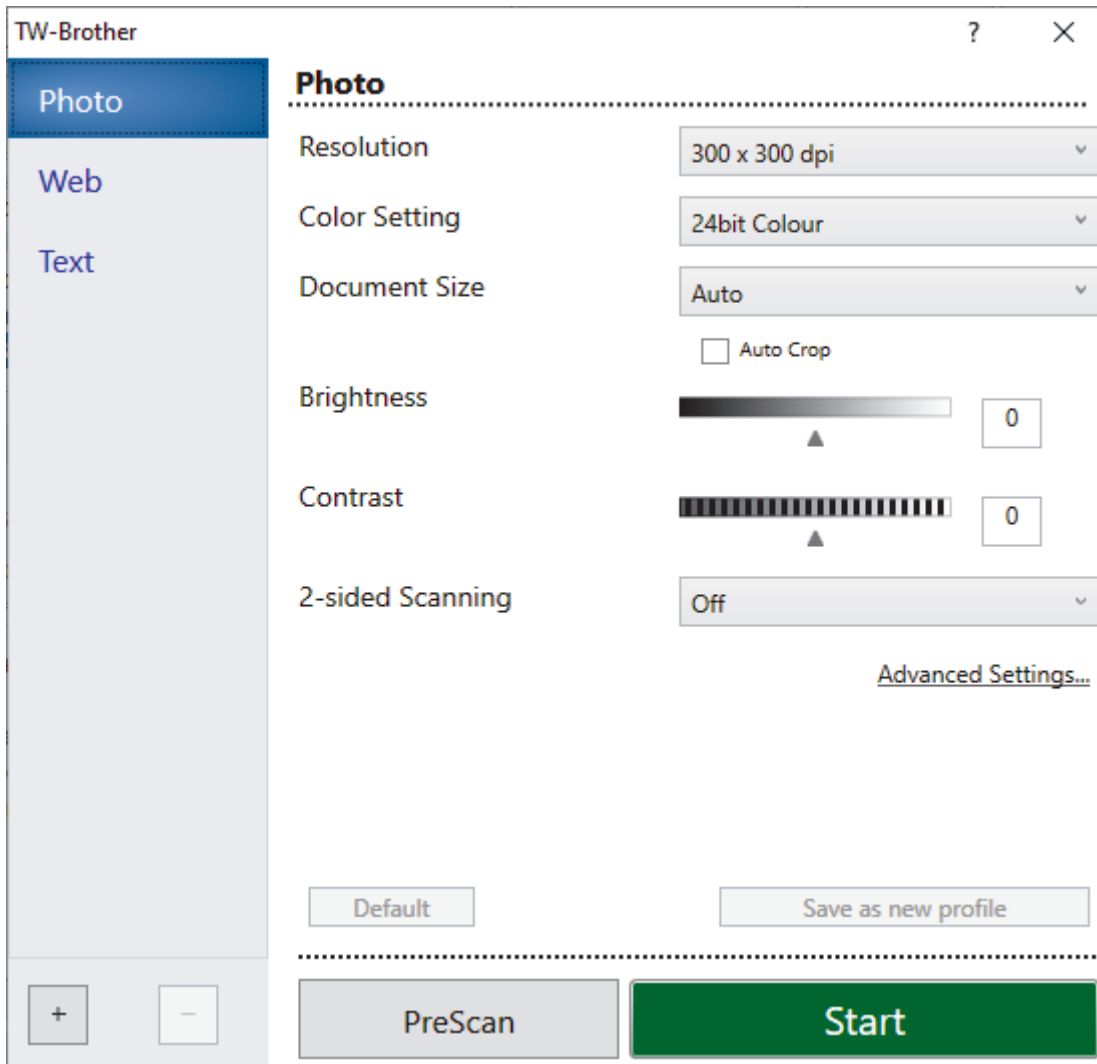 TW-Brother
?
Photo
Web
Text
Photo
Resolution
300 x 300 dpi
Color Setting
24bit Colour
Document Size
Auto
Auto Crop
Brightness
0
Contrast
0
2-sided Scanning
Off
Advanced Settings...
Default
Save as new profile
+
−
PreScan
Start